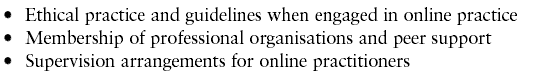 • Ethical practice and guidelines when engaged in online practice
• Membership of professional organisations and peer support
• Supervision arrangements for online practitioners